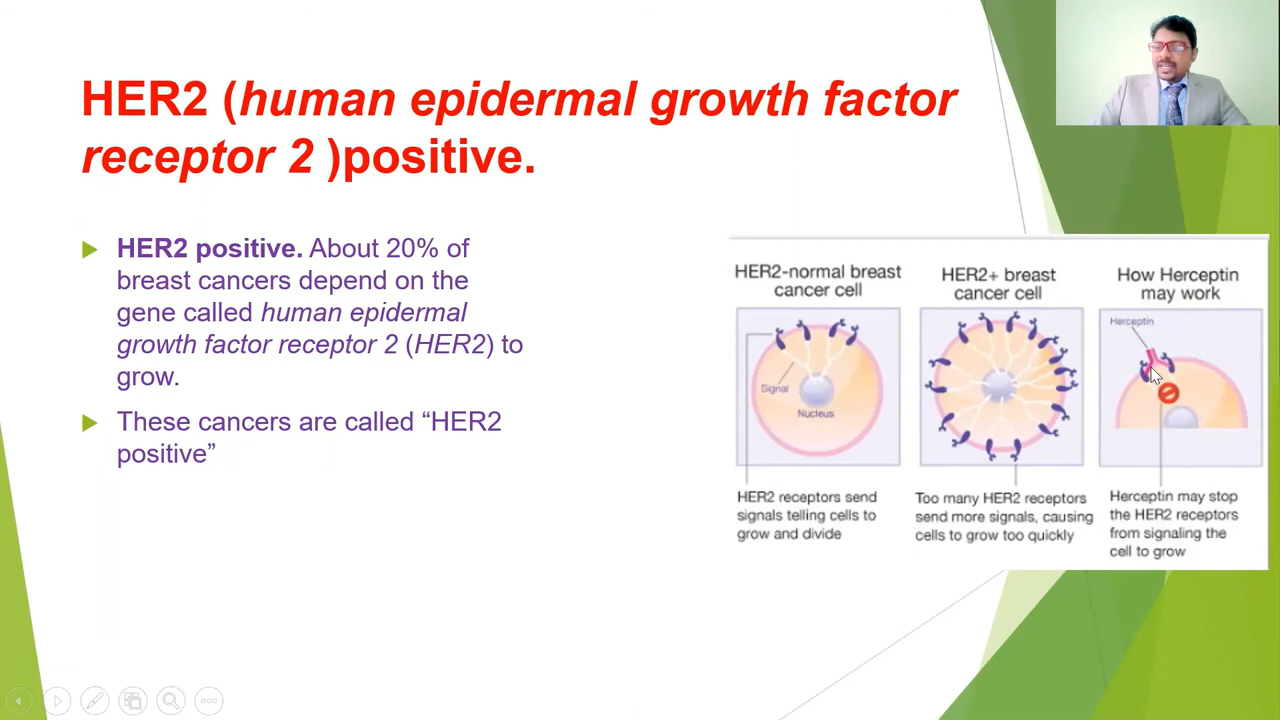 HER2 (human epidermal growth factor
receptor 2 )positive.
HER2 positive. About 20% of
breast cancers depend on the
gene called human epidermal
growth factor receptor 2 (HER2) to
grow.
These cancers are called “HER2
positive”
HER2-normal breast
cancer cell
Signal
Nucleus
HER2 receptors send
signals telling cells to
grow and divide
HER2+ breast
cancer cell
Too many HER2 receptors
send more signals, causing
cells to grow too quickly
How Herceptin
may work
Herceptin
Herceptin may stop
the HER2 receptors
from signaling the
cell to grow